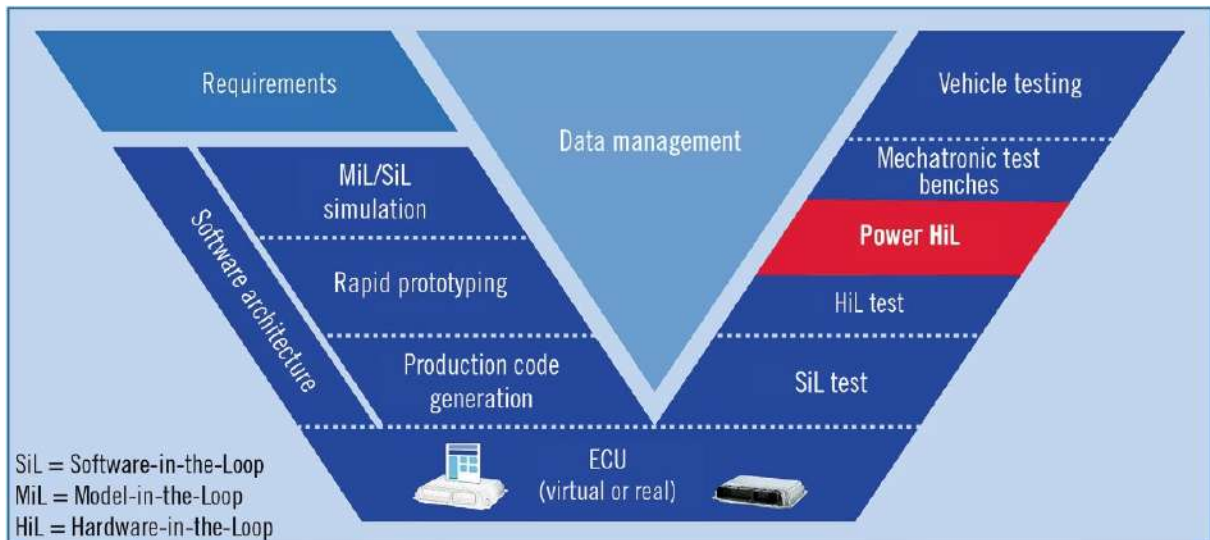 Requirements
MiL/SiL
simulation
Rapid prototyping
Production code
generation
Software architecture
Data management
Vehicle testing
Mechatronic test
benches
Power HiL
HiL test
SiL test
ECU
(virtual or real)
SiL = Software-in-the-Loop
MiL = Model-in-the-Loop
HiL = Hardware-in-the-Loop